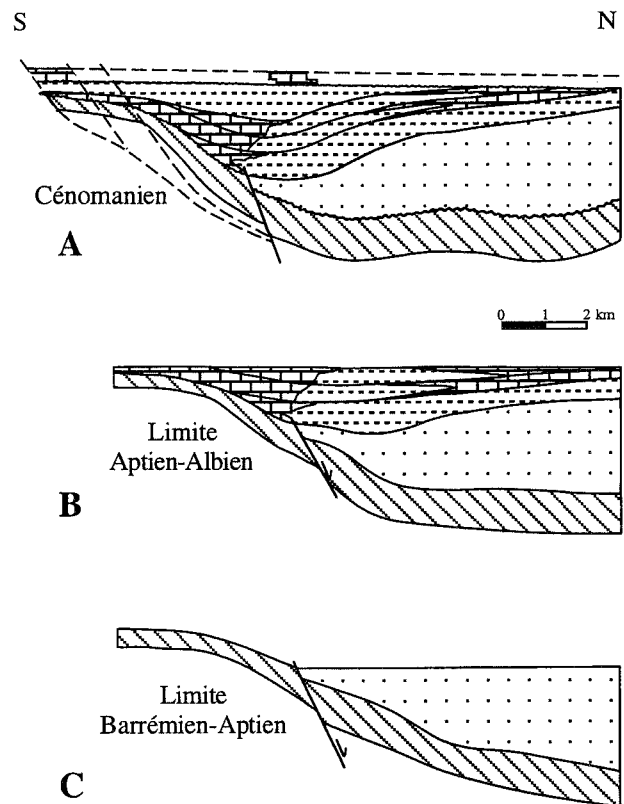 S N
Cénomanien
A
0 1 2 km
Limite
Aptien-Albien
B
Limite
Barrémien-Aptien
C